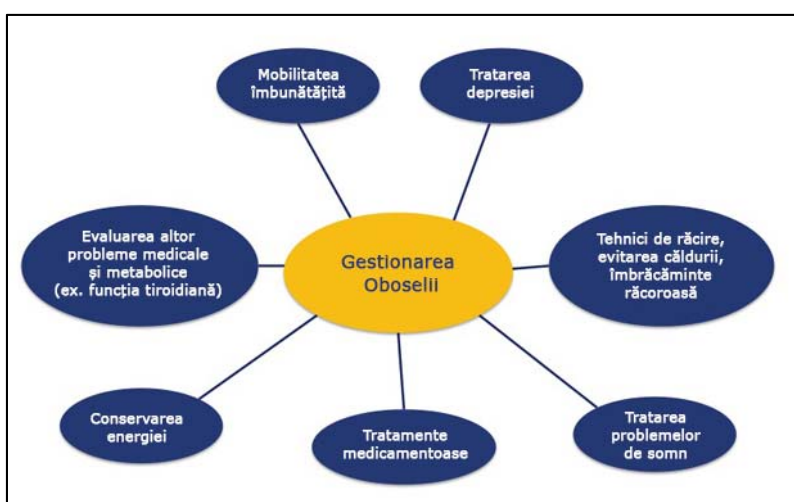 Mobilitatea
îmbunătățită
Tratarea
depresiei
Evaluarea altor
probleme medicale
și metabolice
(ex. funcția tiroidiană)
Gestionarea
Oboselii
Tehnici de răcire,
evitarea căldurii,
îmbrăcăminte
răcoroasă
Conservarea
energiei
Tratamente
medicamentoase
Tratarea
problemelor
de somn